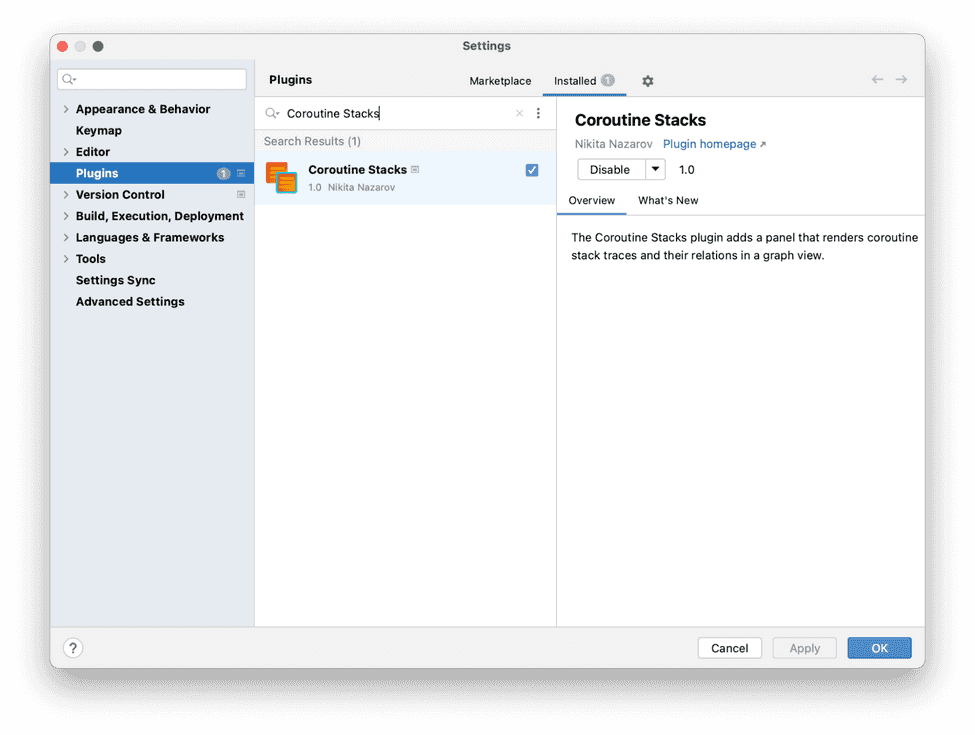 Settings
Appearance & Behavior
Keymap
Editor
Plugins 1
Version Control
Build, Execution, Deployment
Languages & Frameworks
Tools
Settings Sync
Advanced Settings
Plugins Marketplace Installed 1
Coroutine Stacks
Search Results (1)
Coroutine Stacks
1.0 Nikita Nazarov
Coroutine Stacks
Nikita Nazarov Plugin homepage ↗
Disable 1.0
Overview What's New
The Coroutine Stacks plugin adds a panel that renders coroutine
stack traces and their relations in a graph view.
? Cancel Apply OK